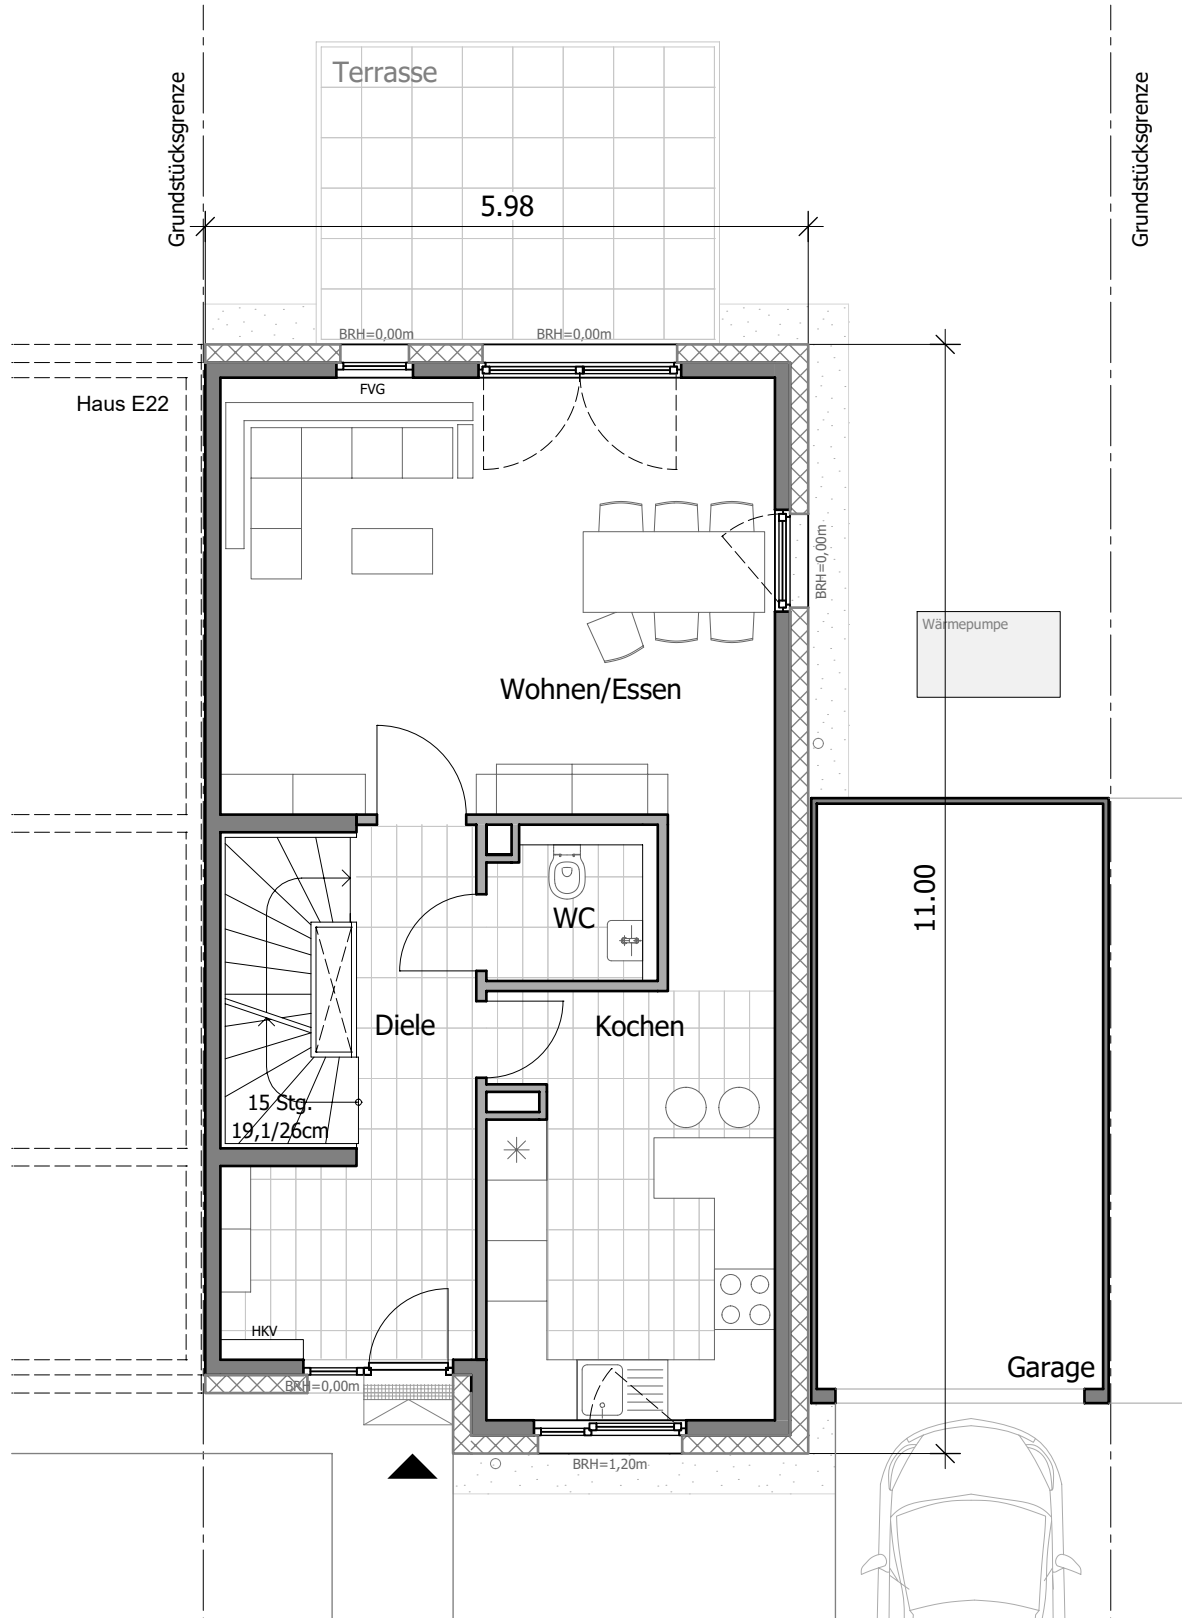 Terrasse
Grundstücksgrenze
Grundstücksgrenze
5.98
BRH=0,00m
BRH=0,00m
FVG
Haus E22
BRH=0,00m
Wärmepumpe
Wohnen/Essen
11.00
WC
Diele
Kochen
15 Stg.
19,1/26cm
HKV
Garage
BRH=0,00m
BRH=1,20m